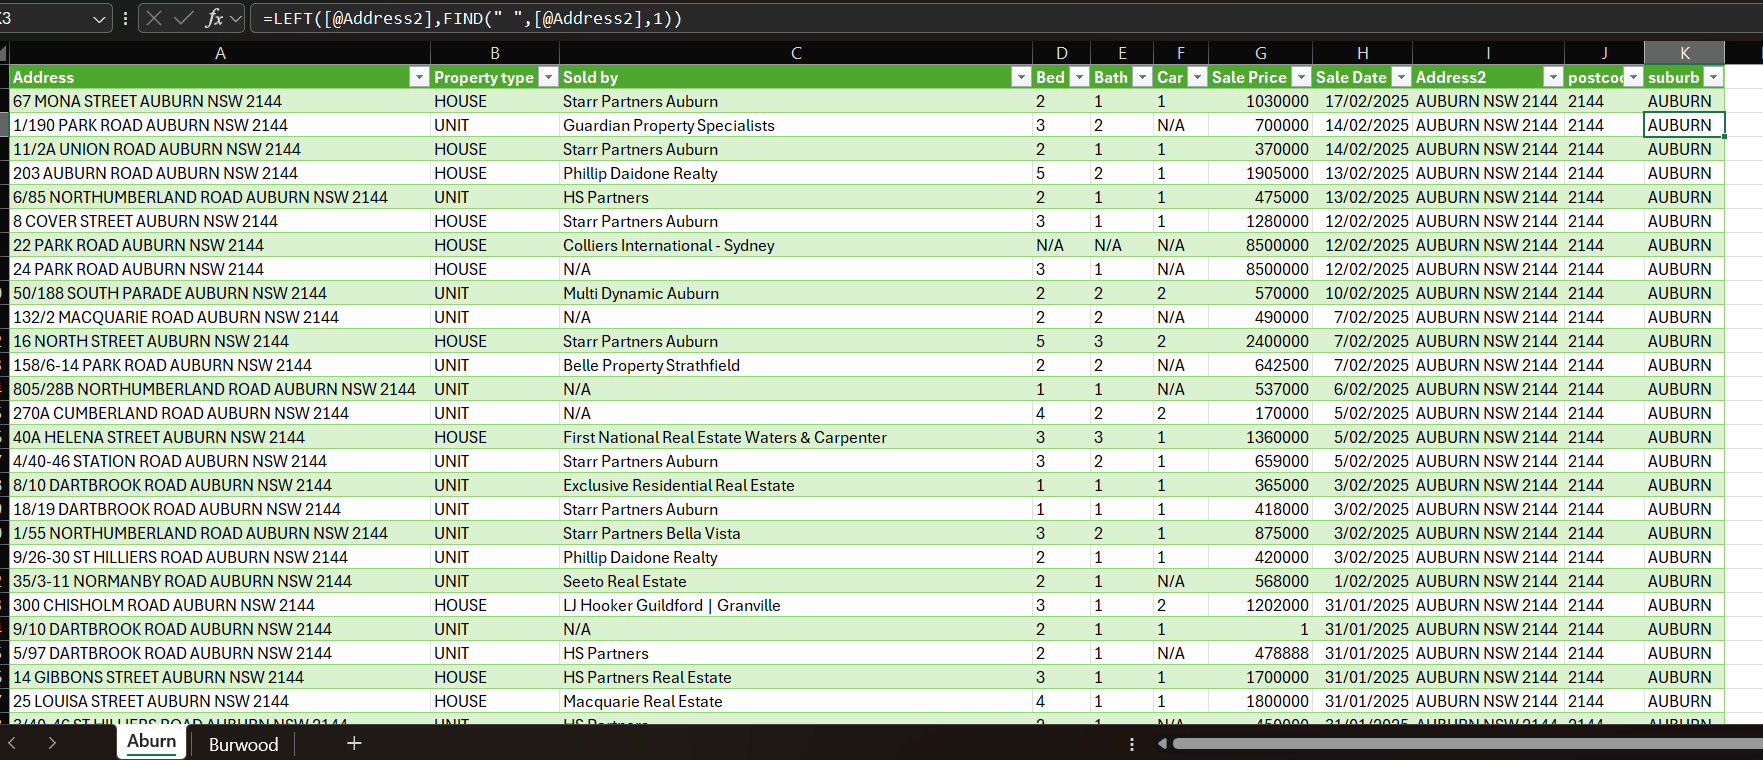 K3 fx =LEFT([@Address2],FIND(" ",[@Address2],1))
A B C D E F G H I J K
Address Property type Sold by Bed Bath Car Sale Price Sale Date Address2 postcod suburb
67 MONA STREET AUBURN NSW 2144 HOUSE Starr Partners Auburn 2 1 1 1030000 17/02/2025 AUBURN NSW 2144 2144 AUBURN
1/190 PARK ROAD AUBURN NSW 2144 UNIT Guardian Property Specialists 3 2 N/A 700000 14/02/2025 AUBURN NSW 2144 2144 AUBURN
11/2A UNION ROAD AUBURN NSW 2144 HOUSE Starr Partners Auburn 2 1 1 370000 14/02/2025 AUBURN NSW 2144 2144 AUBURN
203 AUBURN ROAD AUBURN NSW 2144 HOUSE Phillip Daidone Realty 5 2 1 1905000 13/02/2025 AUBURN NSW 2144 2144 AUBURN
6/85 NORTHUMBERLAND ROAD AUBURN NSW 2144 UNIT HS Partners 2 1 1 475000 13/02/2025 AUBURN NSW 2144 2144 AUBURN
8 COVER STREET AUBURN NSW 2144 HOUSE Starr Partners Auburn 3 1 1 1280000 12/02/2025 AUBURN NSW 2144 2144 AUBURN
22 PARK ROAD AUBURN NSW 2144 HOUSE Colliers International - Sydney N/A N/A N/A 8500000 12/02/2025 AUBURN NSW 2144 2144 AUBURN
24 PARK ROAD AUBURN NSW 2144 HOUSE N/A 3 1 N/A 8500000 12/02/2025 AUBURN NSW 2144 2144 AUBURN
50/188 SOUTH PARADE AUBURN NSW 2144 UNIT Multi Dynamic Auburn 2 2 2 570000 10/02/2025 AUBURN NSW 2144 2144 AUBURN
132/2 MACQUARIE ROAD AUBURN NSW 2144 UNIT N/A 2 2 N/A 490000 7/02/2025 AUBURN NSW 2144 2144 AUBURN
16 NORTH STREET AUBURN NSW 2144 HOUSE Starr Partners Auburn 5 3 2 2400000 7/02/2025 AUBURN NSW 2144 2144 AUBURN
158/6-14 PARK ROAD AUBURN NSW 2144 UNIT Belle Property Strathfield 2 2 N/A 642500 7/02/2025 AUBURN NSW 2144 2144 AUBURN
805/28B NORTHUMBERLAND ROAD AUBURN NSW 2144 UNIT N/A 1 1 N/A 537000 6/02/2025 AUBURN NSW 2144 2144 AUBURN
270A CUMBERLAND ROAD AUBURN NSW 2144 UNIT N/A 4 2 2 170000 5/02/2025 AUBURN NSW 2144 2144 AUBURN
40A HELENA STREET AUBURN NSW 2144 HOUSE First National Real Estate Waters & Carpenter 3 3 1 1360000 5/02/2025 AUBURN NSW 2144 2144 AUBURN
4/40-46 STATION ROAD AUBURN NSW 2144 UNIT Starr Partners Auburn 3 2 1 659000 5/02/2025 AUBURN NSW 2144 2144 AUBURN
8/10 DARTBROOK ROAD AUBURN NSW 2144 UNIT Exclusive Residential Real Estate 1 1 1 365000 3/02/2025 AUBURN NSW 2144 2144 AUBURN
18/19 DARTBROOK ROAD AUBURN NSW 2144 UNIT Starr Partners Auburn 1 1 1 418000 3/02/2025 AUBURN NSW 2144 2144 AUBURN
1/55 NORTHUMBERLAND ROAD AUBURN NSW 2144 UNIT Starr Partners Bella Vista 3 2 1 875000 3/02/2025 AUBURN NSW 2144 2144 AUBURN
9/26-30 ST HILLIERS ROAD AUBURN NSW 2144 UNIT Phillip Daidone Realty 2 1 1 420000 3/02/2025 AUBURN NSW 2144 2144 AUBURN
35/3-11 NORMANBY ROAD AUBURN NSW 2144 UNIT Seeto Real Estate 2 1 N/A 568000 1/02/2025 AUBURN NSW 2144 2144 AUBURN
300 CHISHOLM ROAD AUBURN NSW 2144 HOUSE LJ Hooker Guildford | Granville 3 1 2 1202000 31/01/2025 AUBURN NSW 2144 2144 AUBURN
9/10 DARTBROOK ROAD AUBURN NSW 2144 UNIT N/A 2 1 1 1 31/01/2025 AUBURN NSW 2144 2144 AUBURN
5/97 DARTBROOK ROAD AUBURN NSW 2144 UNIT HS Partners 2 1 N/A 478888 31/01/2025 AUBURN NSW 2144 2144 AUBURN
14 GIBBONS STREET AUBURN NSW 2144 HOUSE HS Partners Real Estate 3 1 1 1700000 31/01/2025 AUBURN NSW 2144 2144 AUBURN
25 LOUISA STREET AUBURN NSW 2144 HOUSE Macquarie Real Estate 4 1 1 1800000 31/01/2025 AUBURN NSW 2144 2144 AUBURN
3/40-46 ST HILLIERS ROAD AUBURN NSW 2144 UNIT HS Partners 2 1 N/A 450000 31/01/2025 AUBURN NSW 2144 2144 AUBURN
Aburn Burwood